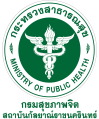 กระทรวงสาธารณสุข
MINISTRY OF PUBLIC HEALTH
กรมสุขภาพจิต
สถาบันกัลยาณ์ราชนครินทร์